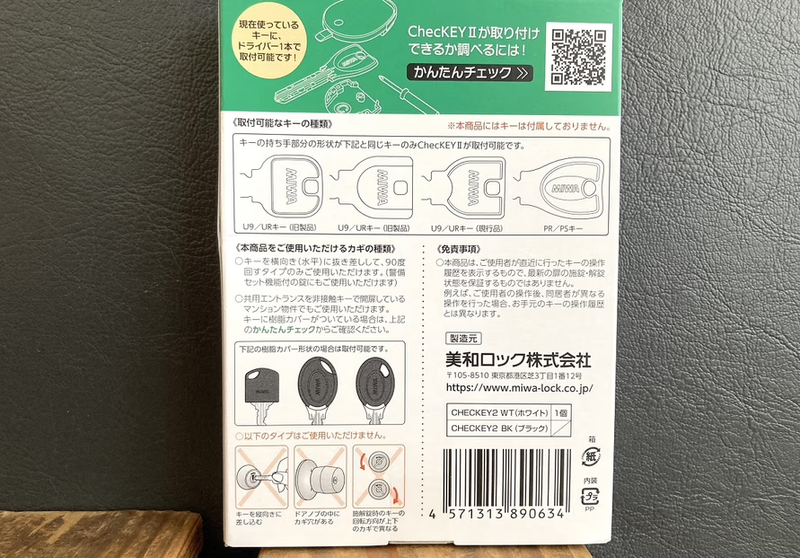 現在使っている
キーに、
ドライバー1本で
取付可能です!
ChecKEYⅡが取り付け
できるか調べるには!
かんたんチェック
《取付可能なキーの種類》
※本商品にはキーは付属しておりません。
キーの持ち手部分の形状が下記と同じキーのみChecKEYⅡが取付可能です。
MIWA
MIWA
MIWA
MIWA
U9/URキー(旧製品)
U9/URキー(旧製品)
U9/URキー(現行品)
PR/PSキー
《本商品をご使用いただけるカギの種類》
○キーを横向き(水平)に抜き差しして、90度
回すタイプのみご使用いただけます。(警備
セット機能付の錠にもご使用いただけます)
○共用エントランスを非接触キーで開扉している
マンション物件でもご使用いただけます。
キーに樹脂カバーがついている場合は、上記
のかんたんチェックからご確認ください。
下記の樹脂カバー形状の場合は取付可能です。
MIWA
MIWA
MIWA
○以下のタイプはご使用いただけません。
キーを縦向きに
差し込む
ドアノブの中に
カギ穴がある
施解錠時のキーの
回転方向が上下
のカギで異なる
《免責事項》
○本商品は、ご使用者が直近に行ったキーの操作
履歴を表示するもので、最新の扉の施錠・解錠
状態を保証するものではありません。
例えば、ご使用者の操作後、同居者が異なる
操作を行った場合、お手元のキーの操作履歴
とは異なります。
製造元
美和ロック株式会社
〒105-8510 東京都港区芝3丁目1番12号
https://www.miwa-lock.co.jp/
CHECKEY2 WT(ホワイト) 1個
CHECKEY2 BK(ブラック)
箱
紙
内装
プラ
PP
4 571313 890634